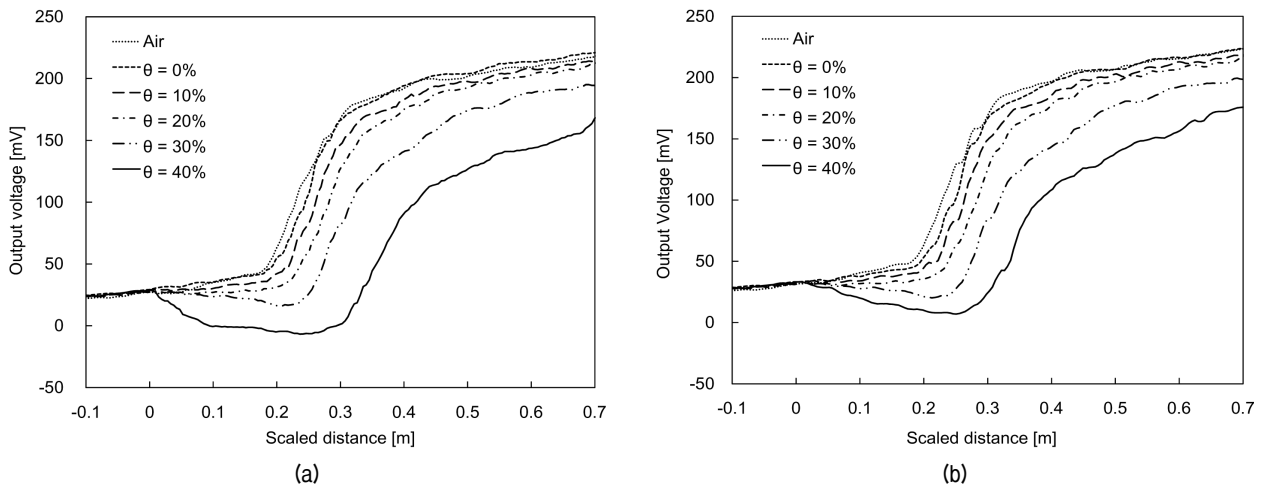 250
200
150
100
50
0
-50
-0.1 0 0.1 0.2 0.3 0.4 0.5 0.6 0.7
Output voltage [mV]
Scaled distance [m]
Air
θ = 0%
θ = 10%
θ = 20%
θ = 30%
θ = 40%
(a)
250
200
150
100
50
0
-50
-0.1 0 0.1 0.2 0.3 0.4 0.5 0.6 0.7
Output Voltage [mV]
Scaled distance [m]
Air
θ = 0%
θ = 10%
θ = 20%
θ = 30%
θ = 40%
(b)